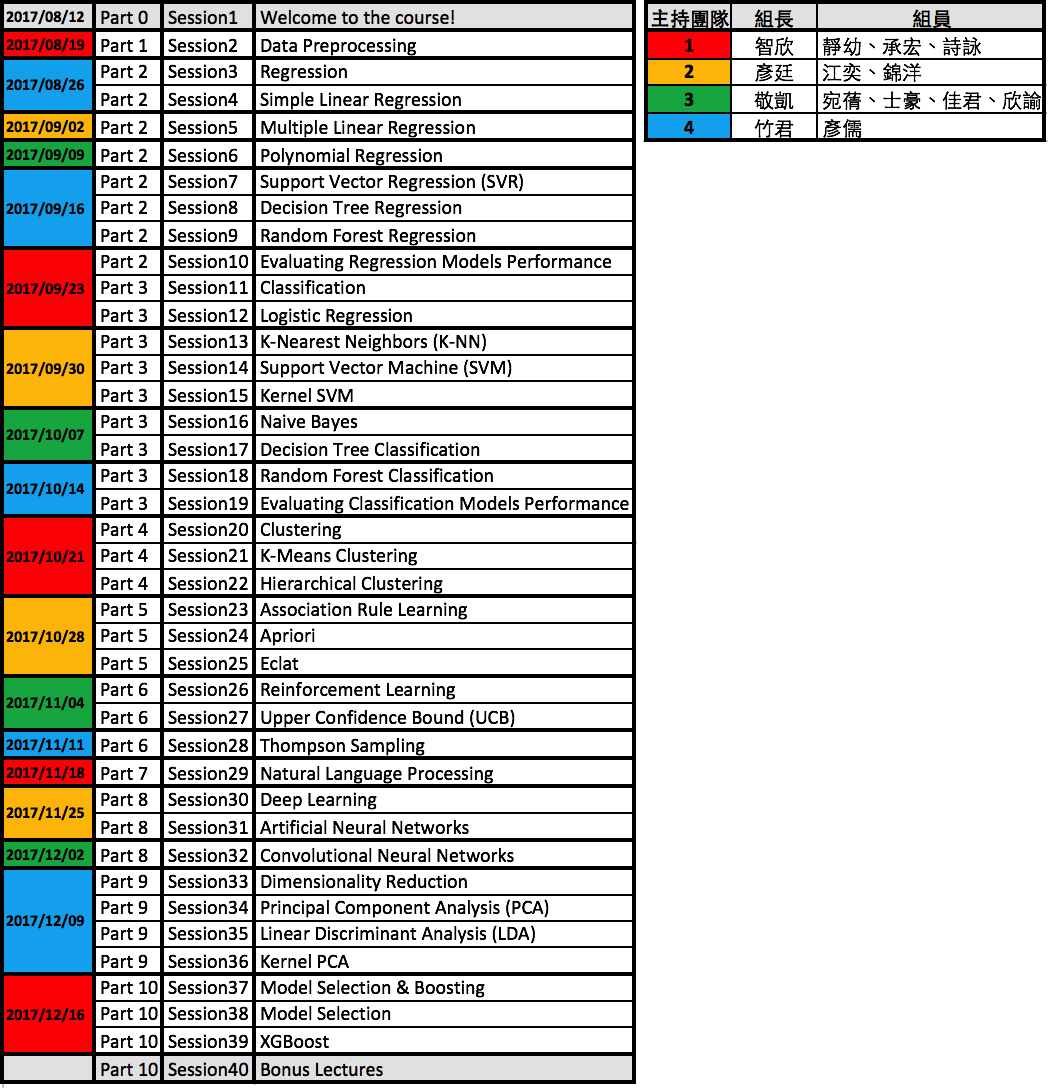 2017/08/12 Part 0 Session1 Welcome to the course!
2017/08/19 Part 1 Session2 Data Preprocessing
2017/08/26 Part 2 Session3 Regression
Part 2 Session4 Simple Linear Regression
2017/09/02 Part 2 Session5 Multiple Linear Regression
2017/09/09 Part 2 Session6 Polynomial Regression
2017/09/16 Part 2 Session7 Support Vector Regression (SVR)
Part 2 Session8 Decision Tree Regression
Part 2 Session9 Random Forest Regression
2017/09/23 Part 2 Session10 Evaluating Regression Models Performance
Part 3 Session11 Classification
Part 3 Session12 Logistic Regression
2017/09/30 Part 3 Session13 K-Nearest Neighbors (K-NN)
Part 3 Session14 Support Vector Machine (SVM)
Part 3 Session15 Kernel SVM
2017/10/07 Part 3 Session16 Naive Bayes
Part 3 Session17 Decision Tree Classification
2017/10/14 Part 3 Session18 Random Forest Classification
Part 3 Session19 Evaluating Classification Models Performance
2017/10/21 Part 4 Session20 Clustering
Part 4 Session21 K-Means Clustering
Part 4 Session22 Hierarchical Clustering
2017/10/28 Part 5 Session23 Association Rule Learning
Part 5 Session24 Apriori
Part 5 Session25 Eclat
2017/11/04 Part 6 Session26 Reinforcement Learning
Part 6 Session27 Upper Confidence Bound (UCB)
2017/11/11 Part 6 Session28 Thompson Sampling
2017/11/18 Part 7 Session29 Natural Language Processing
2017/11/25 Part 8 Session30 Deep Learning
Part 8 Session31 Artificial Neural Networks
2017/12/02 Part 8 Session32 Convolutional Neural Networks
2017/12/09 Part 9 Session33 Dimensionality Reduction
Part 9 Session34 Principal Component Analysis (PCA)
Part 9 Session35 Linear Discriminant Analysis (LDA)
Part 9 Session36 Kernel PCA
2017/12/16 Part 10 Session37 Model Selection & Boosting
Part 10 Session38 Model Selection
Part 10 Session39 XGBoost
Part 10 Session40 Bonus Lectures
主持團隊 組長 組員
1 智欣 靜幼、承宏、詩詠
2 彥廷 江奕、錦洋
3 敬凱 宛蒨、士豪、佳君、欣諭
4 竹君 彥儒